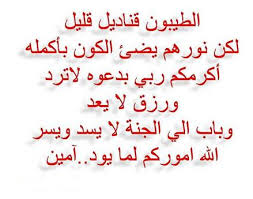 الطيبون قناديل قليل
لكن نورهم يضئ الكون بأكمله
أكرمكم ربي بدعوه لاترد
ورزق لا يعد
وباب الي الجنة لا يسد ويسر
الله اموركم لما يود..آمين